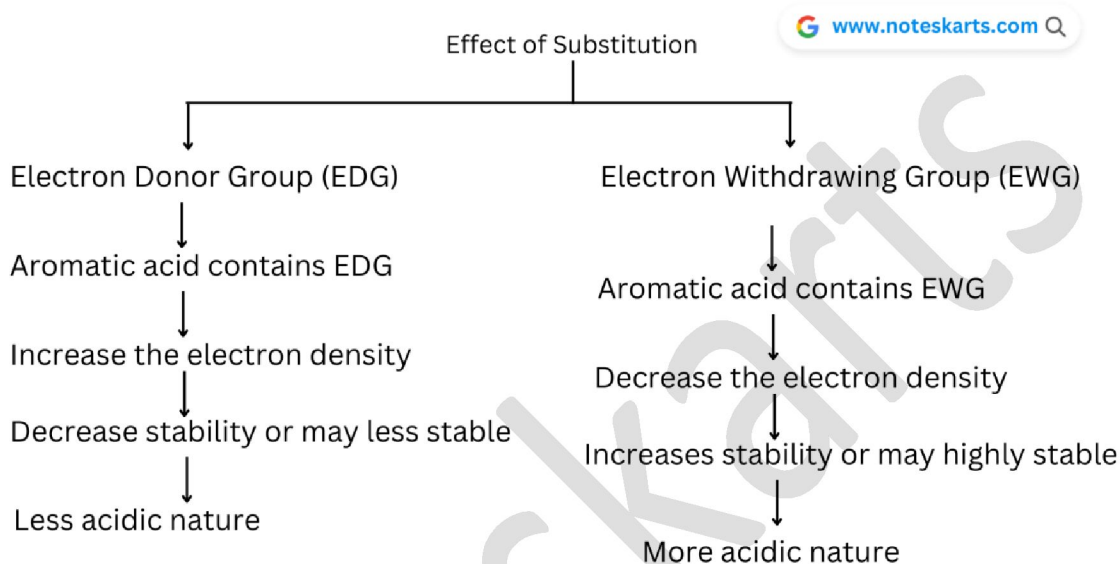 www.noteskarts.com
Effect of Substitution
Electron Donor Group (EDG)
Aromatic acid contains EDG
Increase the electron density
Decrease stability or may less stable
Less acidic nature
Electron Withdrawing Group (EWG)
Aromatic acid contains EWG
Decrease the electron density
Increases stability or may highly stable
More acidic nature
skarts